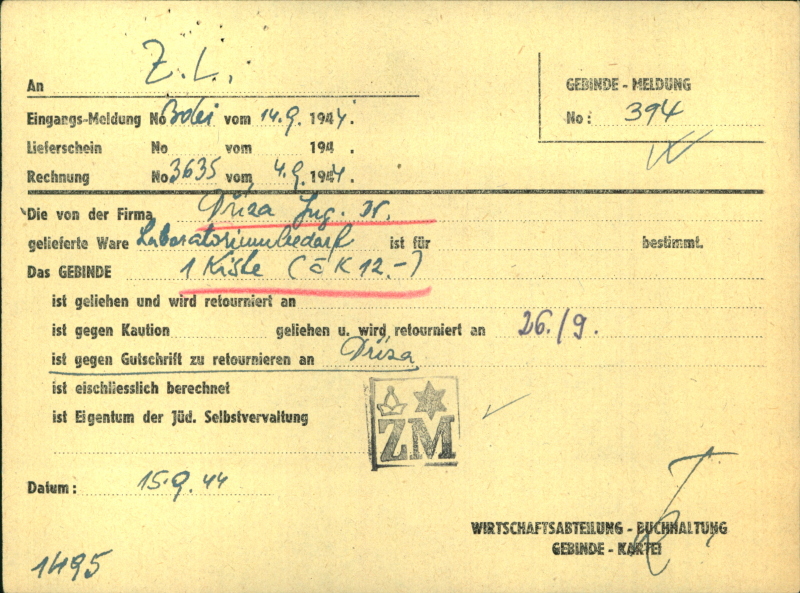 An Z. L.
GEBINDE - MELDUNG
No: 394
Eingangs-Meldung No vom 14.9. 1944.
Lieferschein No vom 194 .
Rechnung No 3635 vom 4.9. 1944.
Die von der Firma Dřiza Ing. Dr.
gelieferte Ware Laboratoriumbedarf ist für bestimmt.
Das GEBINDE 1 Kiste (à K 12.-)
ist geliehen und wird retourniert an
ist gegen Kaution geliehen u. wird retourniert an 26./9.
ist gegen Gutschrift zu retournieren an Dřiza
ist eischliesslich berechnet
ist Eigentum der Jüd. Selbstvervaltung
ZM
Datum: 15.9.44
WIRTSCHAFTSABTEILUNG - BUCHHALTUNG
GEBINDE - KARTEI
1495